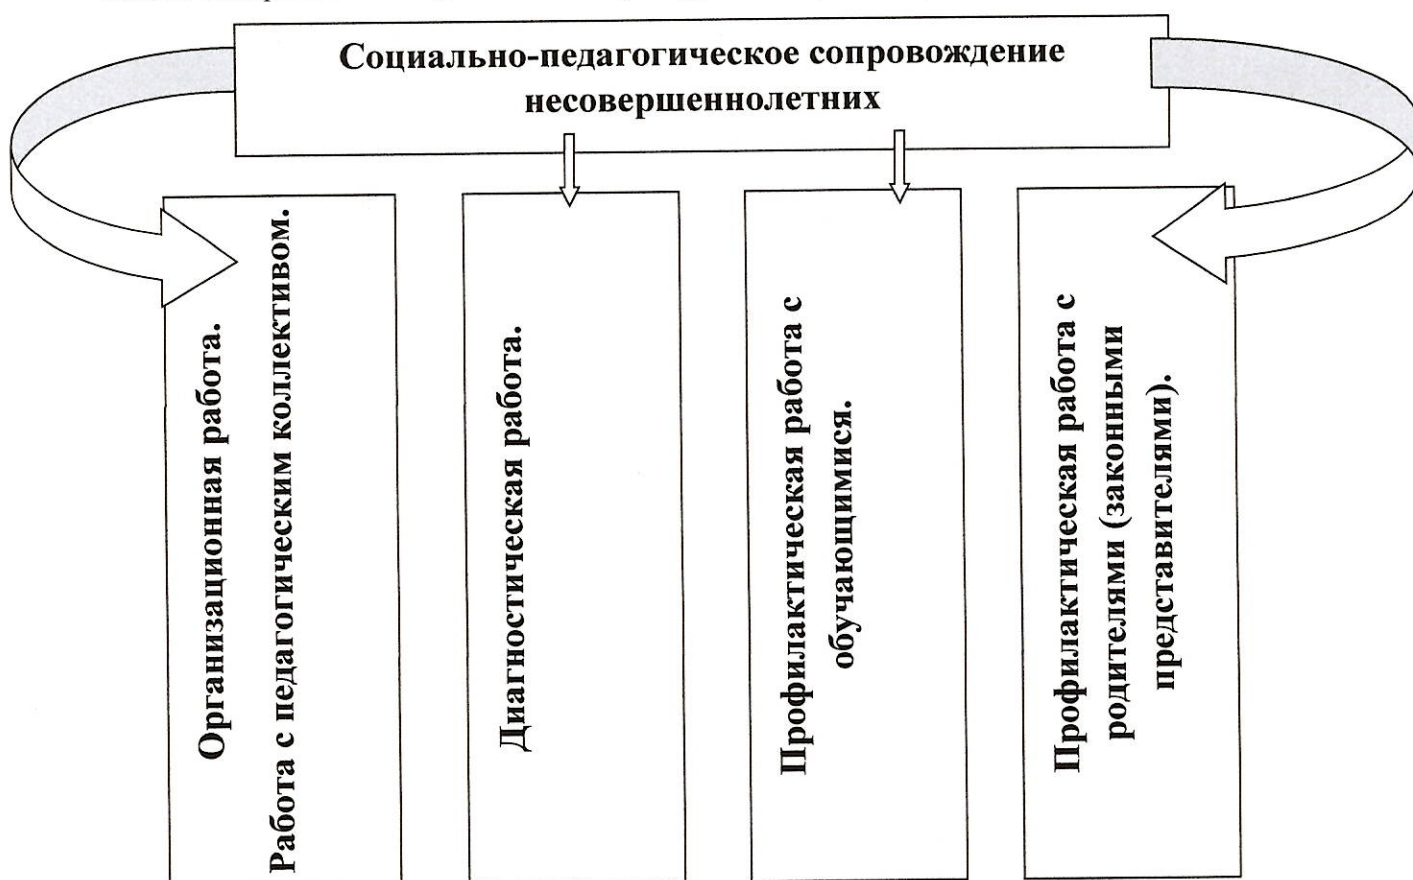 Социально-педагогическое сопровождение
несовершеннолетних
Организационная работа.
Работа с педагогическим коллективом.
Диагностическая работа.
Профилактическая работа с
обучающимися.
Профилактическая работа с
родителями (законными
представителями).